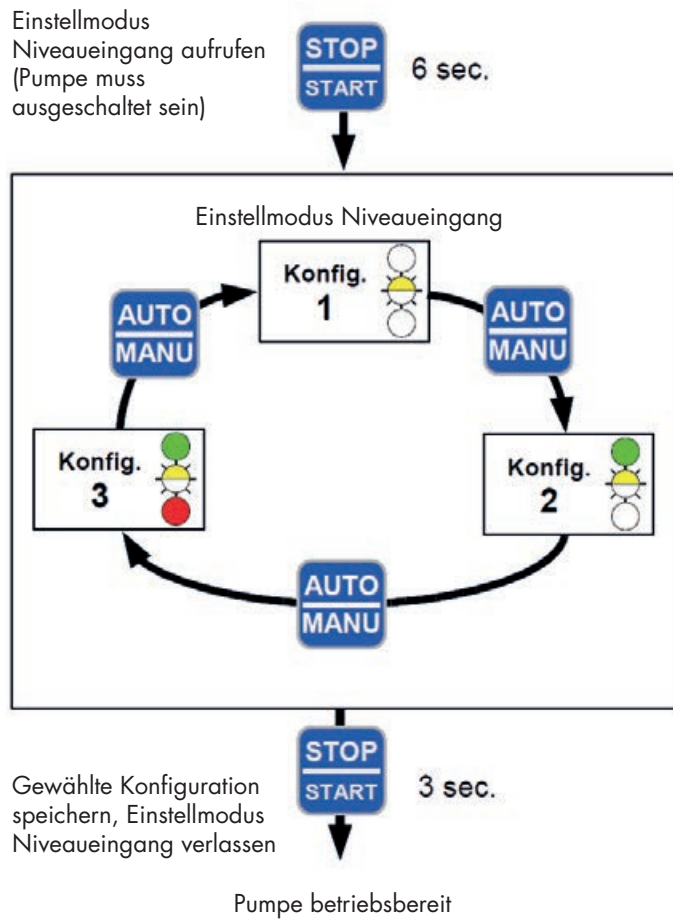 Einstellmodus
Niveaueingang aufrufen
(Pumpe muss
ausgeschaltet sein)
STOP
START
6 sec.
Einstellmodus Niveaueingang
Konfig.
1
AUTO
MANU
AUTO
MANU
Konfig.
3
Konfig.
2
AUTO
MANU
STOP
START
3 sec.
Gewählte Konfiguration
speichern, Einstellmodus
Niveaueingang verlassen
Pumpe betriebsbereit